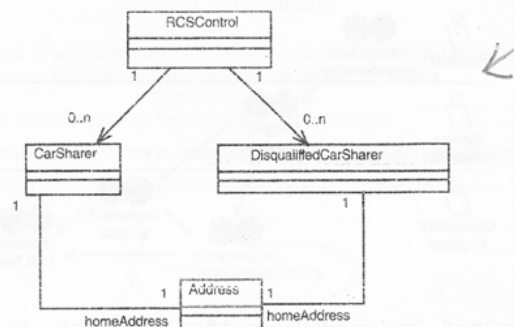 RCSControl
1 1
0..n 0..n
CarSharer DisqualifiedCarSharer
1 1
1 Address 1
homeAddress homeAddress